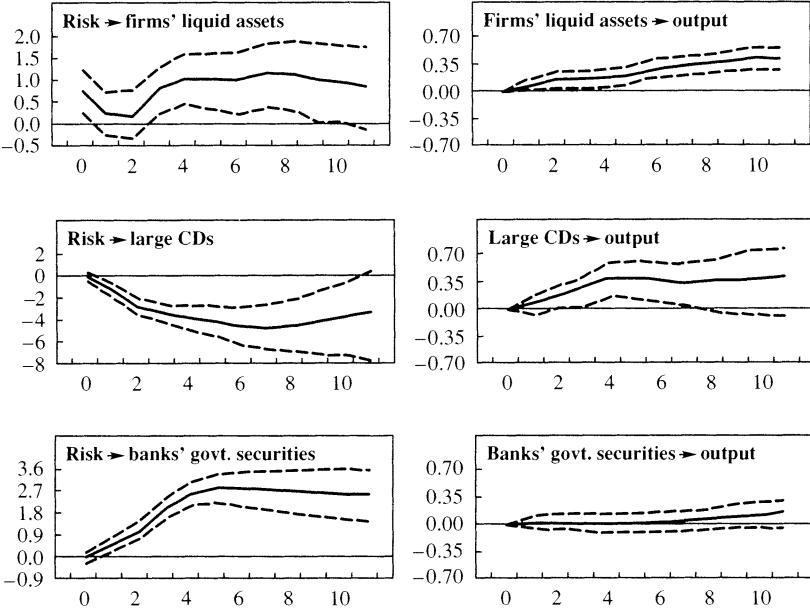 Risk → firms' liquid assets
2.0
1.5
1.0
0.5
0.0
−0.5
0 2 4 6 8 10
Firms' liquid assets → output
0.70
0.35
0.00
−0.35
−0.70
0 2 4 6 8 10
Risk → large CDs
2
0
−2
−4
−6
−8
0 2 4 6 8 10
Large CDs → output
0.70
0.35
0.00
−0.35
−0.70
0 2 4 6 8 10
Risk → banks' govt. securities
3.6
2.7
1.8
0.9
0.0
−0.9
0 2 4 6 8 10
Banks' govt. securities → output
0.70
0.35
0.00
−0.35
−0.70
0 2 4 6 8 10